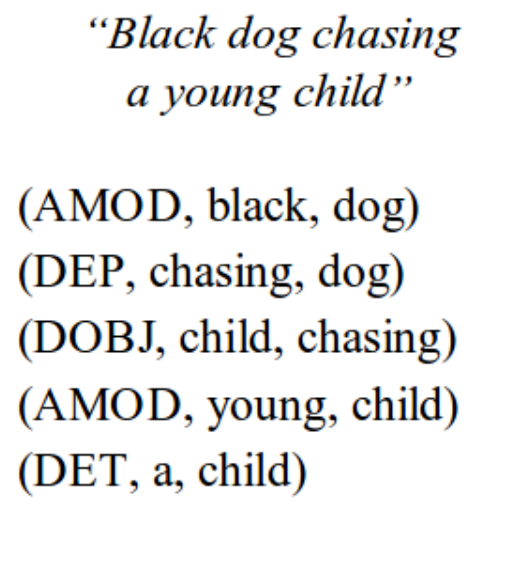 “Black dog chasing
a young child”
(AMOD, black, dog)
(DEP, chasing, dog)
(DOBJ, child, chasing)
(AMOD, young, child)
(DET, a, child)